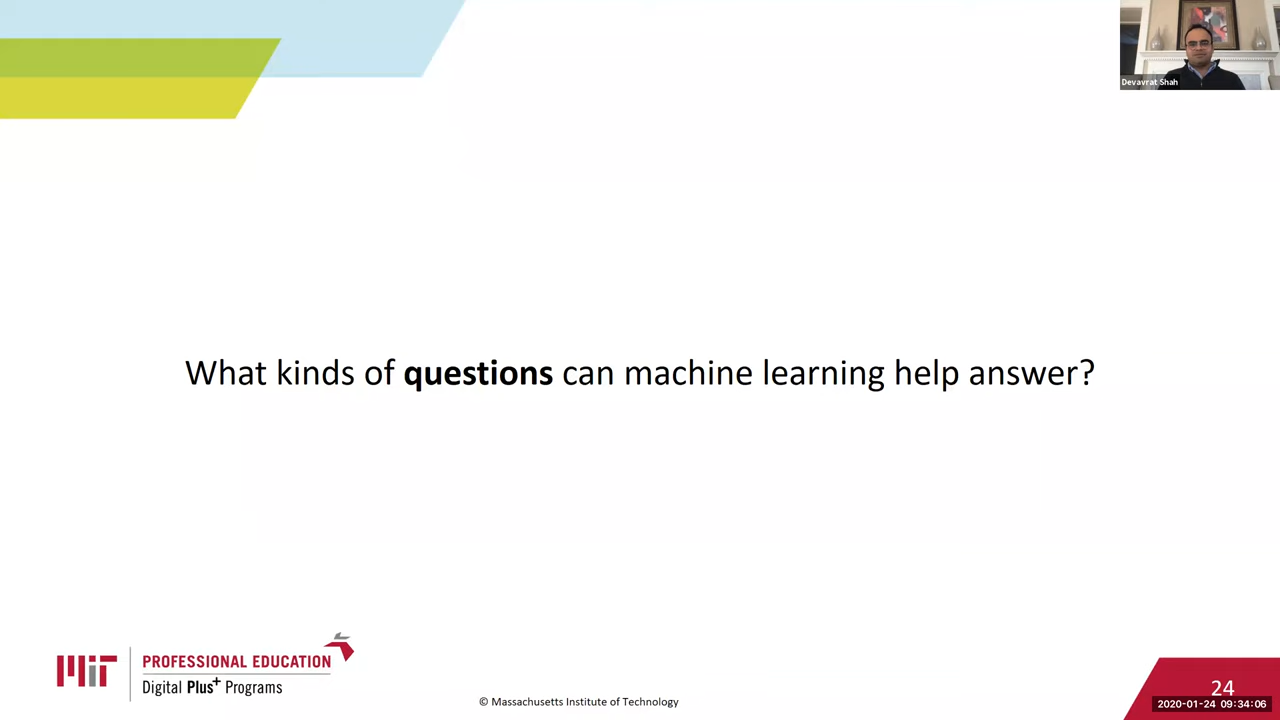 Devavrat Shah
What kinds of questions can machine learning help answer?
MIT
PROFESSIONAL EDUCATION
Digital Plus+ Programs
© Massachusetts Institute of Technology
24
2020-01-24 09:34:06